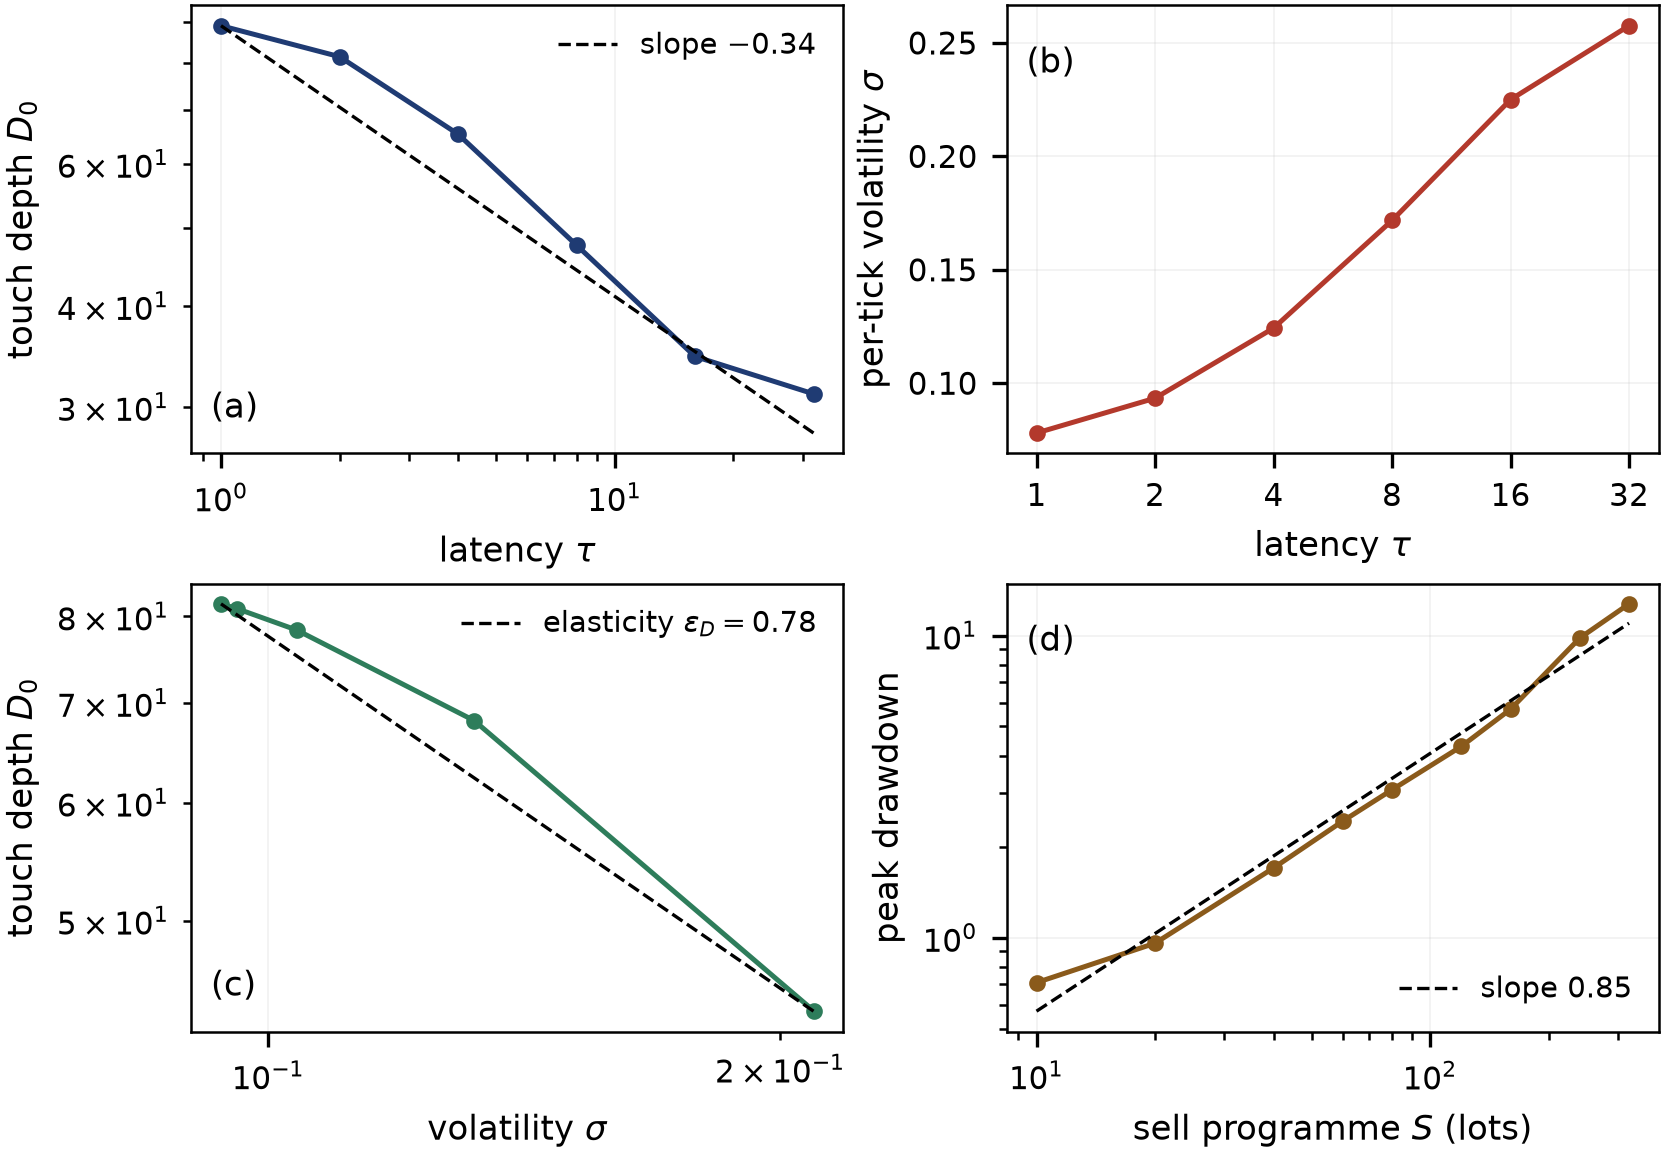 touch depth D₀
6 × 10¹
4 × 10¹
3 × 10¹
slope −0.34
(a)
10⁰
10¹
latency τ
per-tick volatility σ
0.25
0.20
0.15
0.10
(b)
1
2
4
8
16
32
latency τ
touch depth D₀
8 × 10¹
7 × 10¹
6 × 10¹
5 × 10¹
elasticity ε_D = 0.78
(c)
10⁻¹
2 × 10⁻¹
volatility σ
peak drawdown
10¹
10⁰
(d)
slope 0.85
10¹
10²
sell programme S (lots)